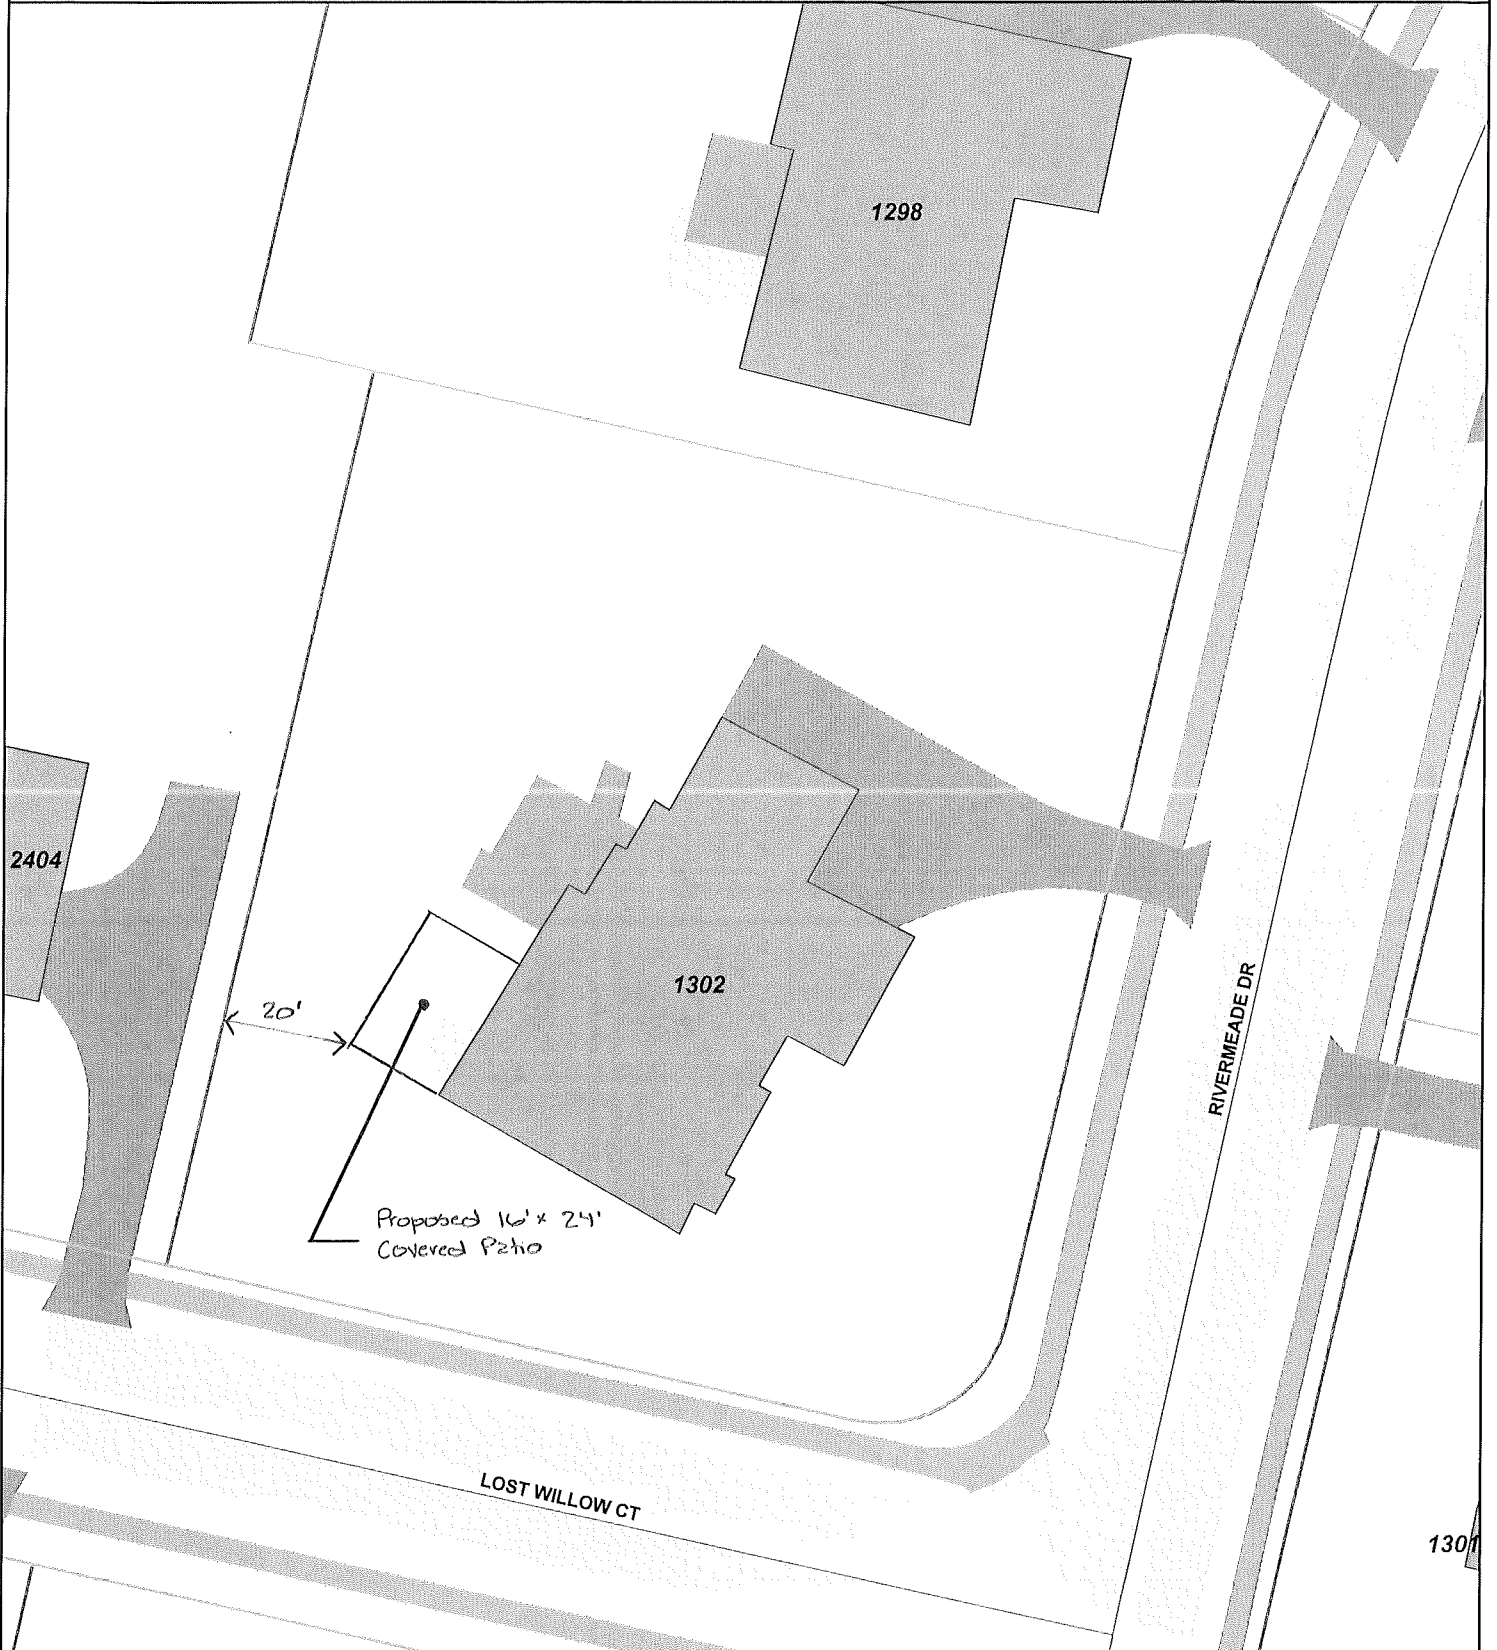 1298
2404
1302
20'
RIVERMEADE DR
Proposed 16' x 24'
Covered Patio
LOST WILLOW CT
1301